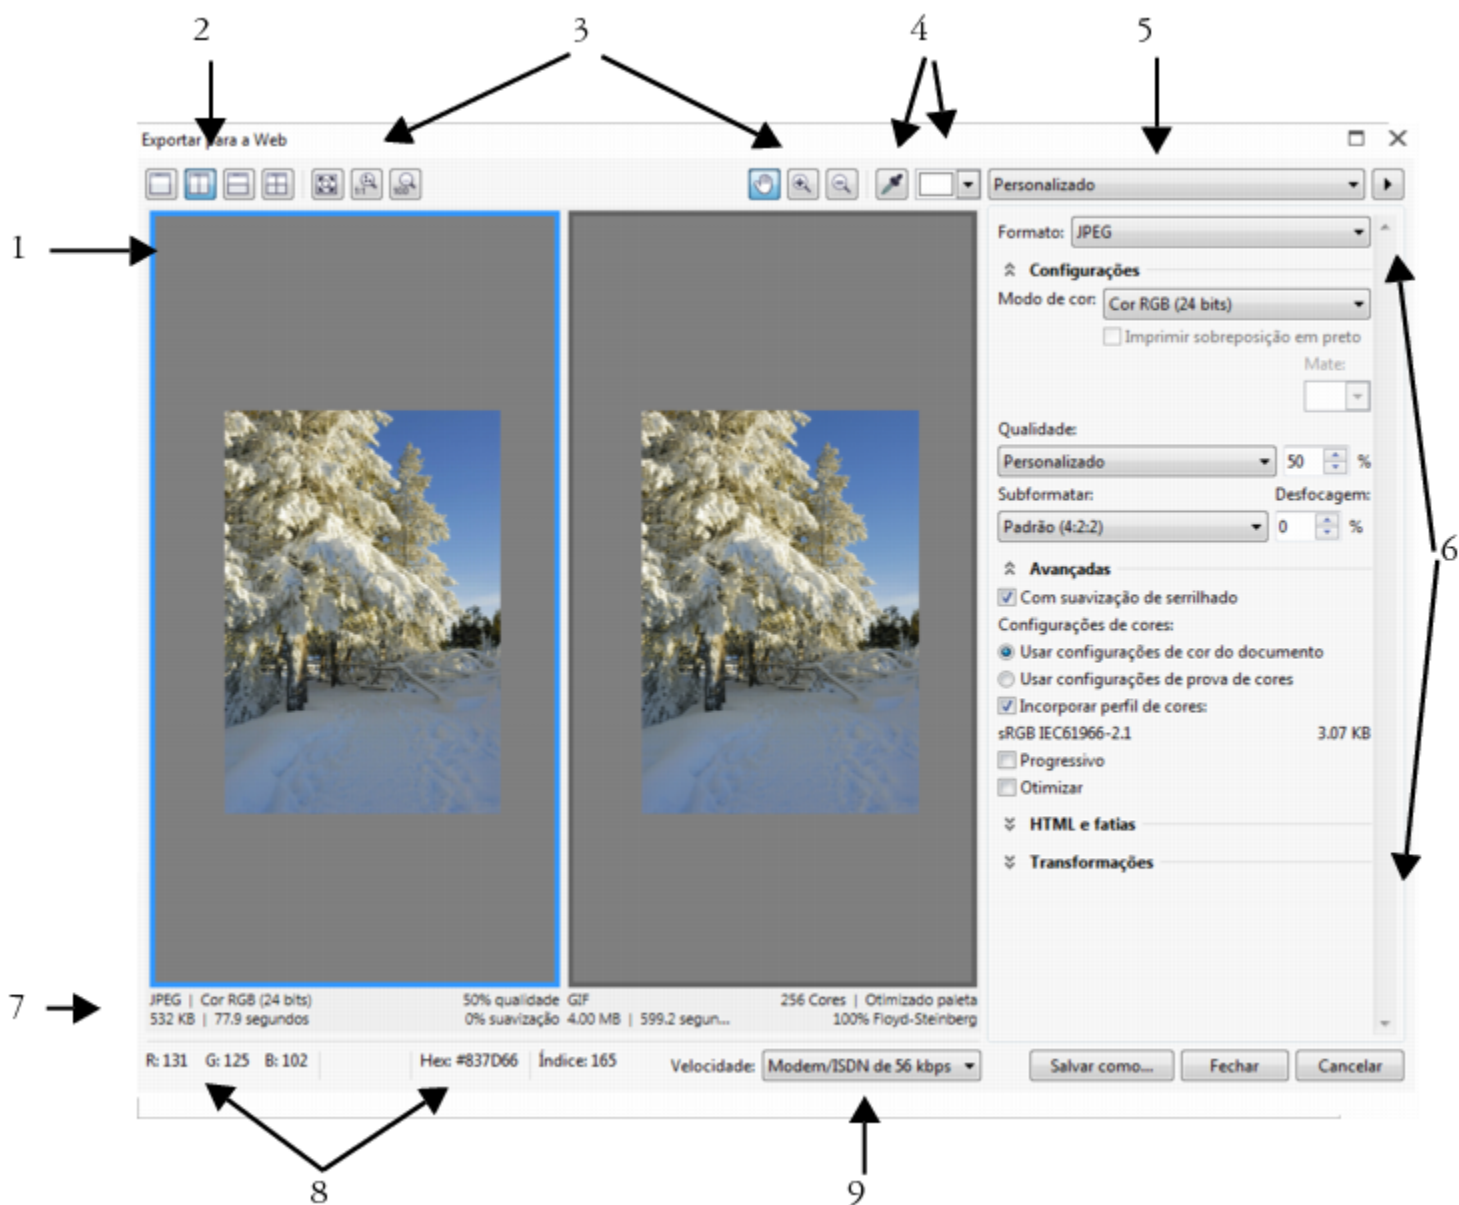 2
3
4
5
Exportar para a Web
1:1
100
Personalizado
1
Formato: JPEG
Configurações
Modo de cor: Cor RGB (24 bits)
Imprimir sobreposição em preto
Mate:
Qualidade:
Personalizado 50 %
Subformatar: Desfocagem:
Padrão (4:2:2) 0 %
6
Avançadas
Com suavização de serrilhado
Configurações de cores:
Usar configurações de cor do documento
Usar configurações de prova de cores
Incorporar perfil de cores:
sRGB IEC61966-2.1 3.07 KB
Progressivo
Otimizar
HTML e fatias
Transformações
7
JPEG | Cor RGB (24 bits) 50% qualidade
532 KB | 77.9 segundos 0% suavização
GIF 256 Cores | Otimizado paleta
4.00 MB | 599.2 segun... 100% Floyd-Steinberg
R: 131 G: 125 B: 102 Hex: #837D66 Índice: 165
Velocidade: Modem/ISDN de 56 kbps
Salvar como... Fechar Cancelar
8
9